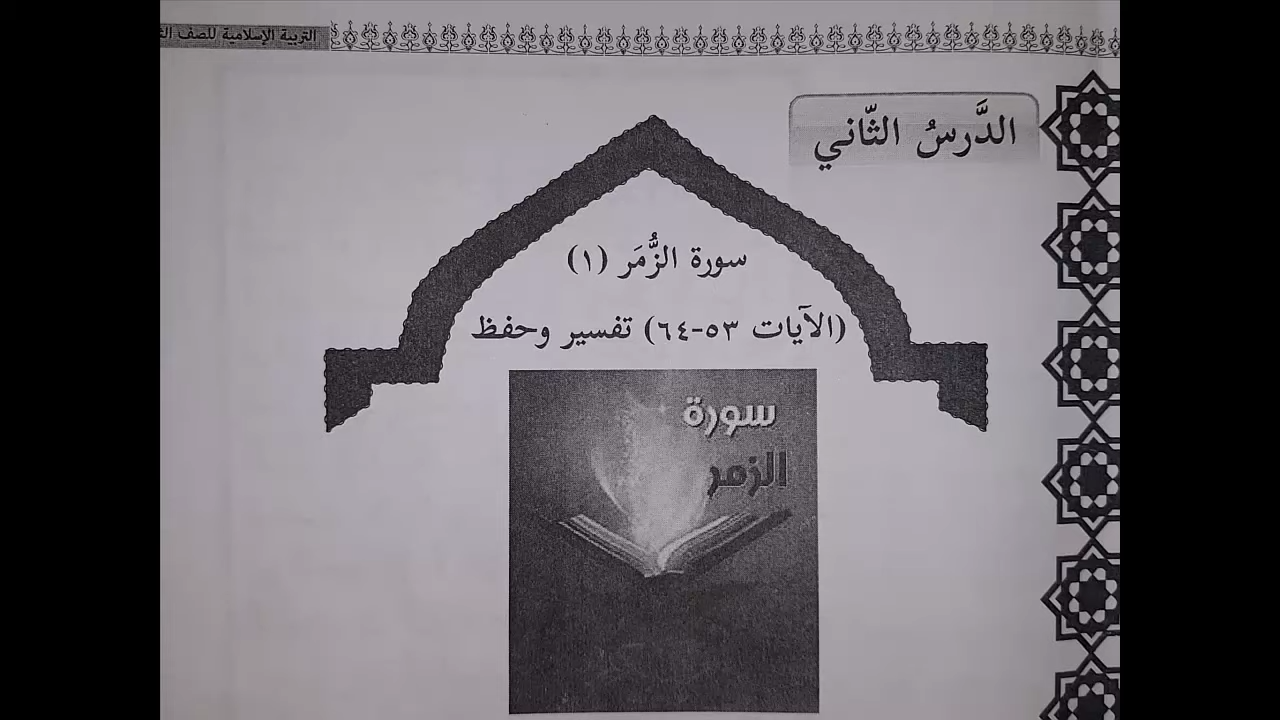 التربية الإسلامية للصف
الدَّرسُ الثّاني
سورة الزُّمَر (١)
(الآيات ٥٣-٦٤) تفسير وحفظ
سورة
الزمر